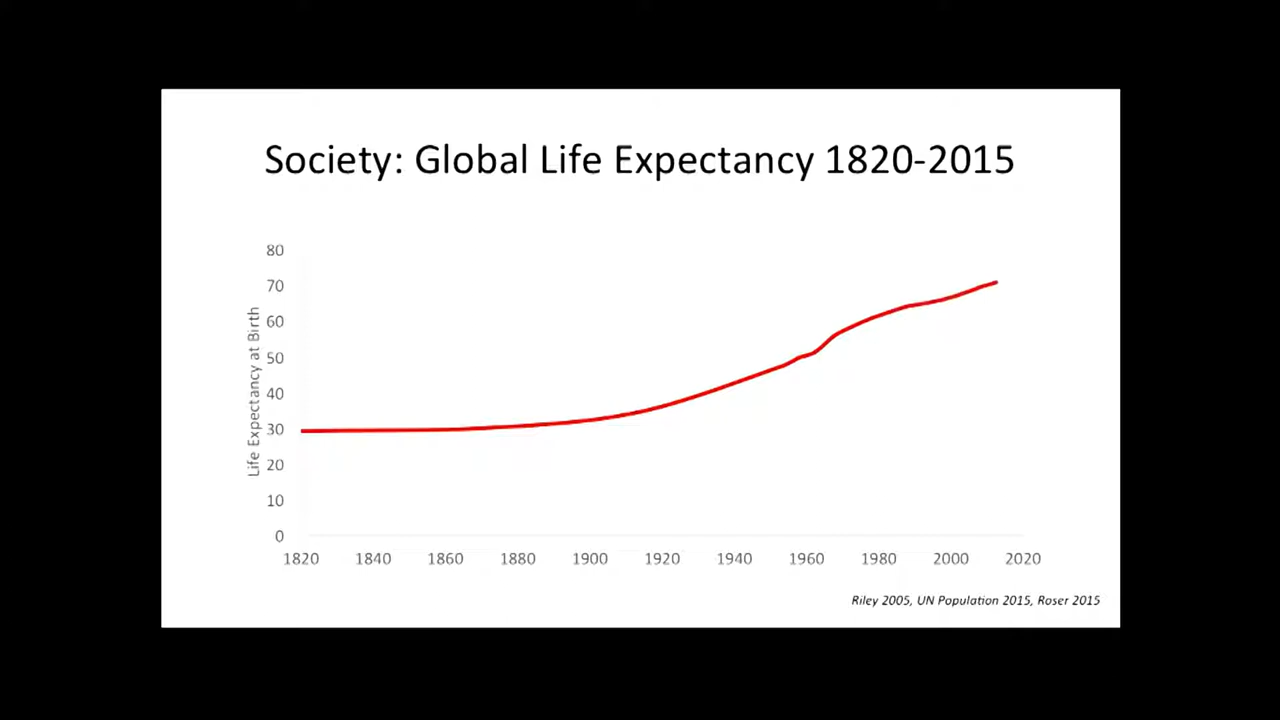 Society: Global Life Expectancy 1820-2015
80
70
60
50
40
30
20
10
0
Life Expectancy at Birth
1820 1840 1860 1880 1900 1920 1940 1960 1980 2000 2020
Riley 2005, UN Population 2015, Roser 2015